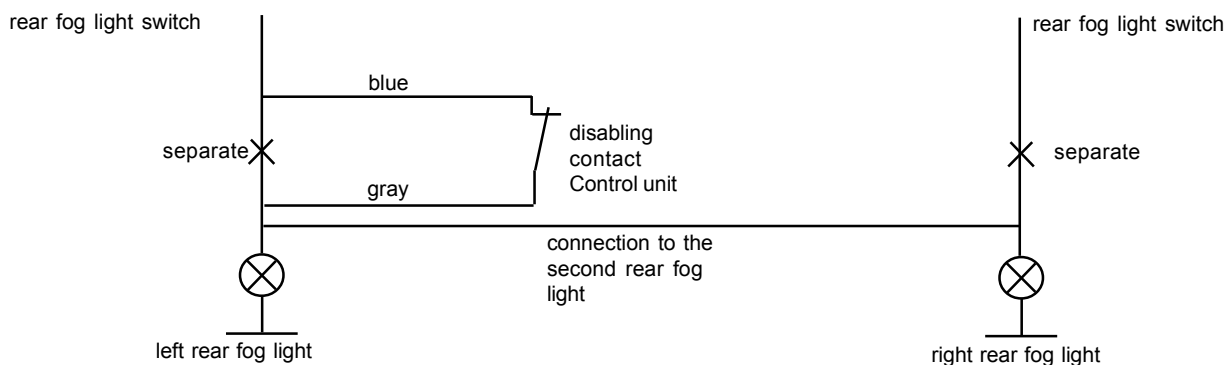 rear fog light switch
rear fog light switch
blue
separate
disabling
contact
Control unit
separate
gray
connection to the
second rear fog
light
left rear fog light
right rear fog light